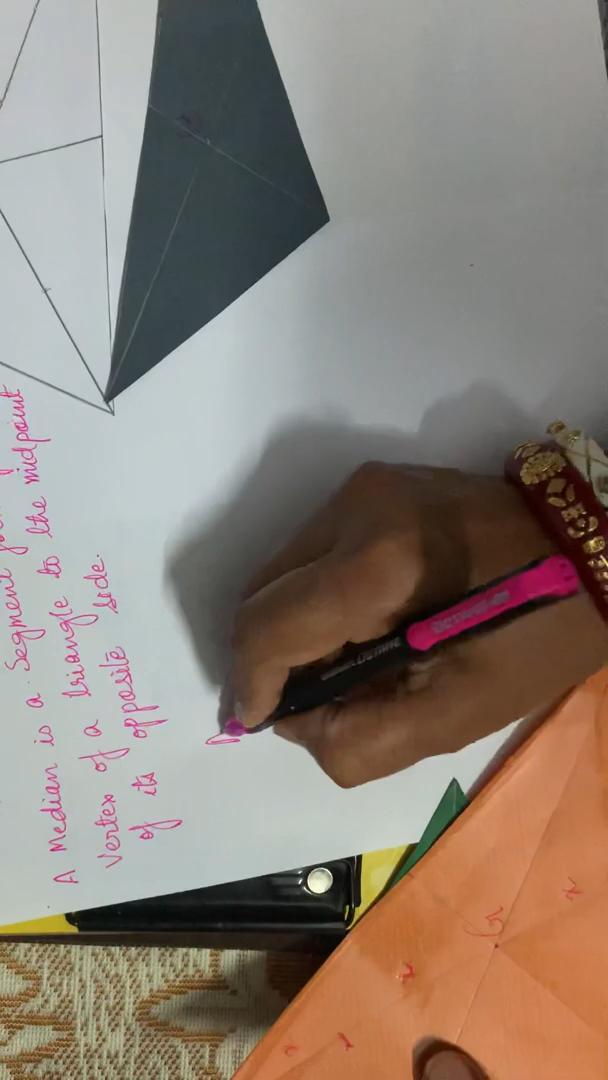 A Median is a Segment
Vertex of a triangle to the midpoint
of its opposite side.